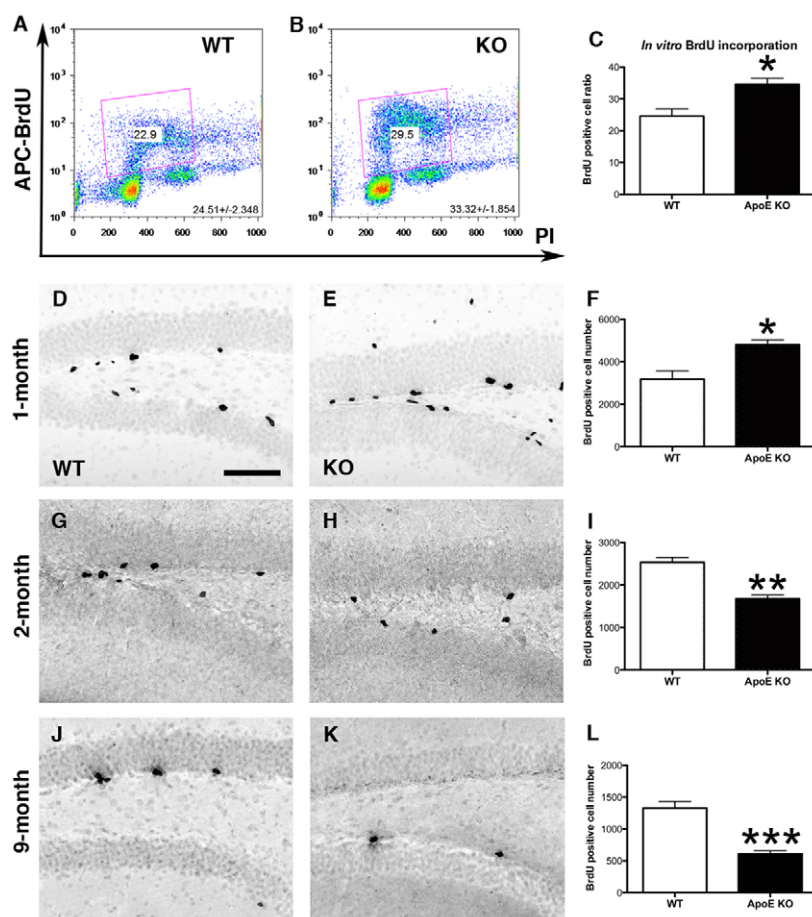 A
WT
B
KO
C
In vitro BrdU incorporation
APC-BrdU
10⁴
10³
10²
10¹
10⁰
22.9
24.51+/-2.348
0 200 400 600 800 1000
10⁴
10³
10²
10¹
10⁰
29.5
33.32+/-1.854
0 200 400 600 800 1000
PI
BrdU positive cell ratio
40
30
20
10
0
*
WT
ApoE KO
1-month
D
WT
E
KO
F
BrdU positive cell number
6000
4000
2000
0
*
WT
ApoE KO
2-month
G
H
I
BrdU positive cell number
3000
2000
1000
0
**
WT
ApoE KO
9-month
J
K
L
BrdU positive cell number
2000
1500
1000
500
0
***
WT
ApoE KO